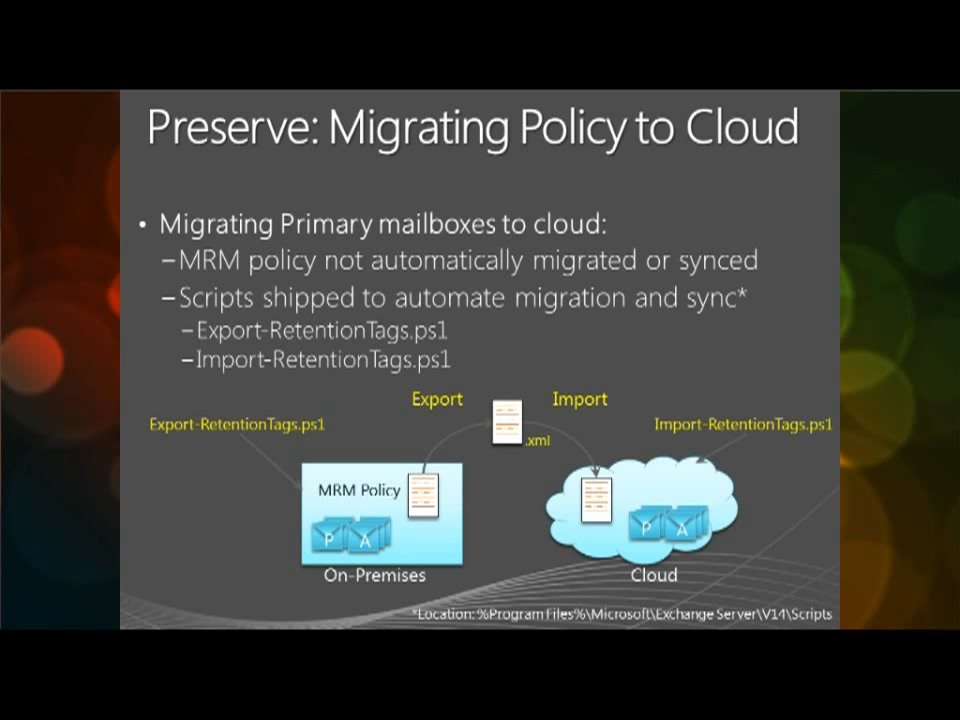 Preserve: Migrating Policy to Cloud
• Migrating Primary mailboxes to cloud:
–MRM policy not automatically migrated or synced
–Scripts shipped to automate migration and sync*
–Export-RetentionTags.ps1
–Import-RetentionTags.ps1
Export
Import
Export-RetentionTags.ps1
.xml
Import-RetentionTags.ps1
MRM Policy
P A
P A
On-Premises
Cloud
*Location: %Program Files%\Microsoft\Exchange Server\V14\Scripts